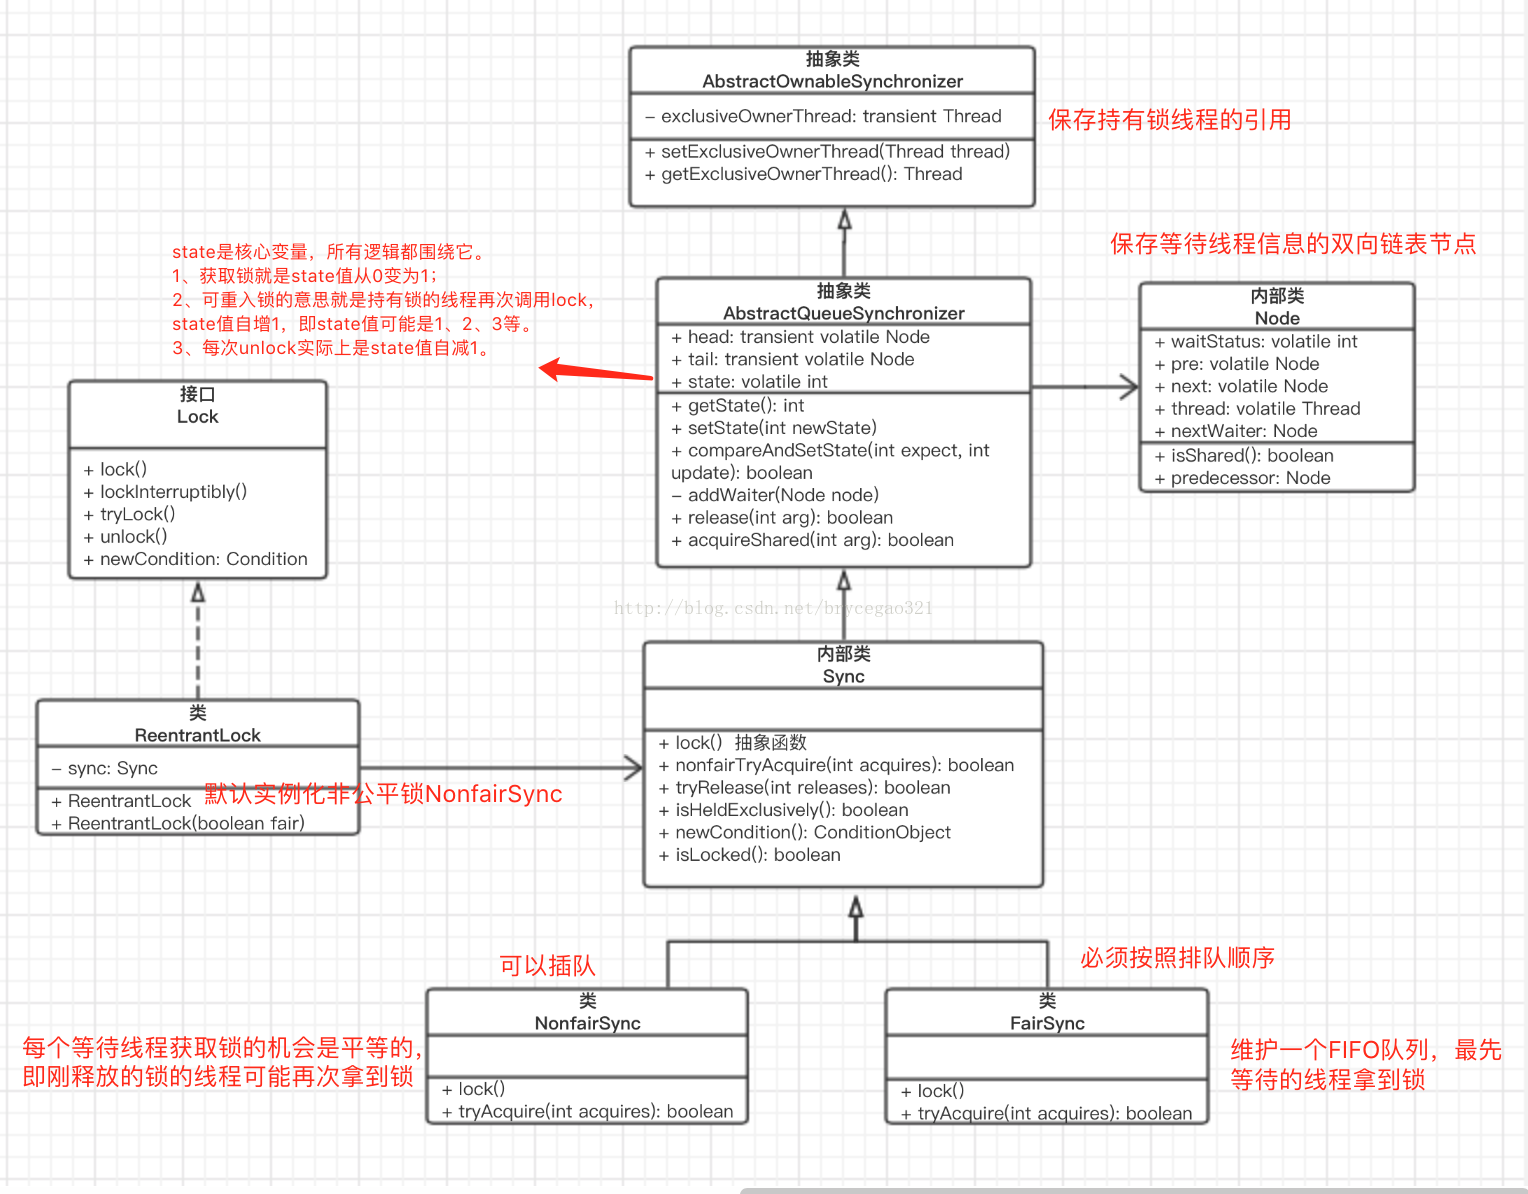 抽象类
AbstractOwnableSynchronizer
- exclusiveOwnerThread: transient Thread
+ setExclusiveOwnerThread(Thread thread)
+ getExclusiveOwnerThread(): Thread
保存持有锁线程的引用
state是核心变量，所有逻辑都围绕它。
1、获取锁就是state值从0变为1；
2、可重入锁的意思就是持有锁的线程再次调用lock，
state值自增1，即state值可能是1、2、3等。
3、每次unlock实际上是state值自减1。
抽象类
AbstractQueueSynchronizer
+ head: transient volatile Node
+ tail: transient volatile Node
+ state: volatile int
+ getState(): int
+ setState(int newState)
+ compareAndSetState(int expect, int
update): boolean
- addWaiter(Node node)
+ release(int arg): boolean
+ acquireShared(int arg): boolean
保存等待线程信息的双向链表节点
内部类
Node
+ waitStatus: volatile int
+ pre: volatile Node
+ next: volatile Node
+ thread: volatile Thread
+ nextWaiter: Node
+ isShared(): boolean
+ predecessor: Node
接口
Lock
+ lock()
+ lockInterruptibly()
+ tryLock()
+ unlock()
+ newCondition: Condition
http://blog.csdn.net/brycegao321
类
ReentrantLock
- sync: Sync
+ ReentrantLock
+ ReentrantLock(boolean fair)
默认实例化非公平锁NonfairSync
内部类
Sync
+ lock() 抽象函数
+ nonfairTryAcquire(int acquires): boolean
+ tryRelease(int releases): boolean
+ isHeldExclusively(): boolean
+ newCondition(): ConditionObject
+ isLocked(): boolean
可以插队
必须按照排队顺序
每个等待线程获取锁的机会是平等的，
即刚释放的锁的线程可能再次拿到锁
类
NonfairSync
+ lock()
+ tryAcquire(int acquires): boolean
类
FairSync
+ lock()
+ tryAcquire(int acquires): boolean
维护一个FIFO队列，最先
等待的线程拿到锁